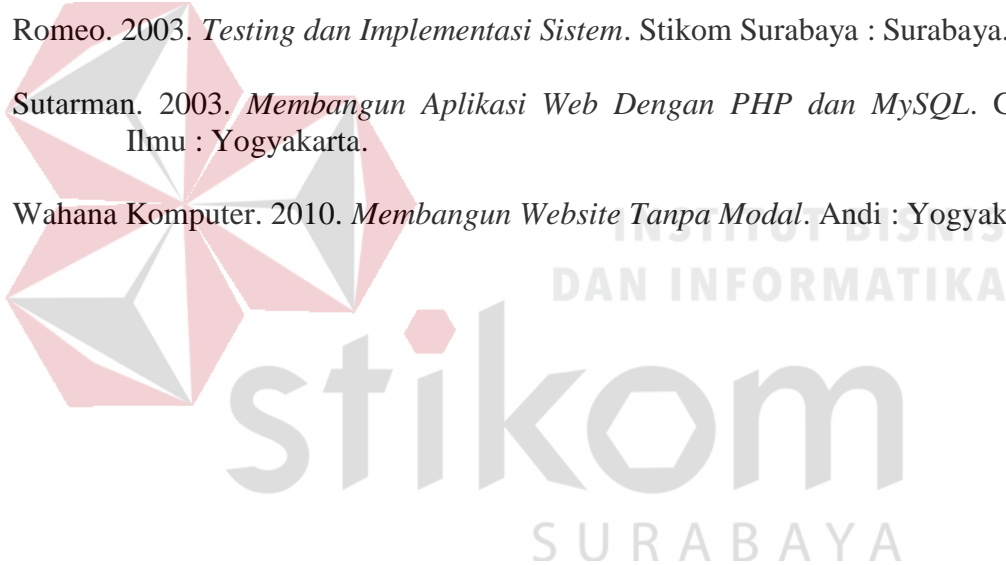 Romeo. 2003. Testing dan Implementasi Sistem. Stikom Surabaya : Surabaya.
Sutarman. 2003. Membangun Aplikasi Web Dengan PHP dan MySQL.
Ilmu : Yogyakarta.
Wahana Komputer. 2010. Membangun Website Tanpa Modal. Andi :
INSTITUT BISNIS
DAN INFORMATIKA
stikom
SURABAYA